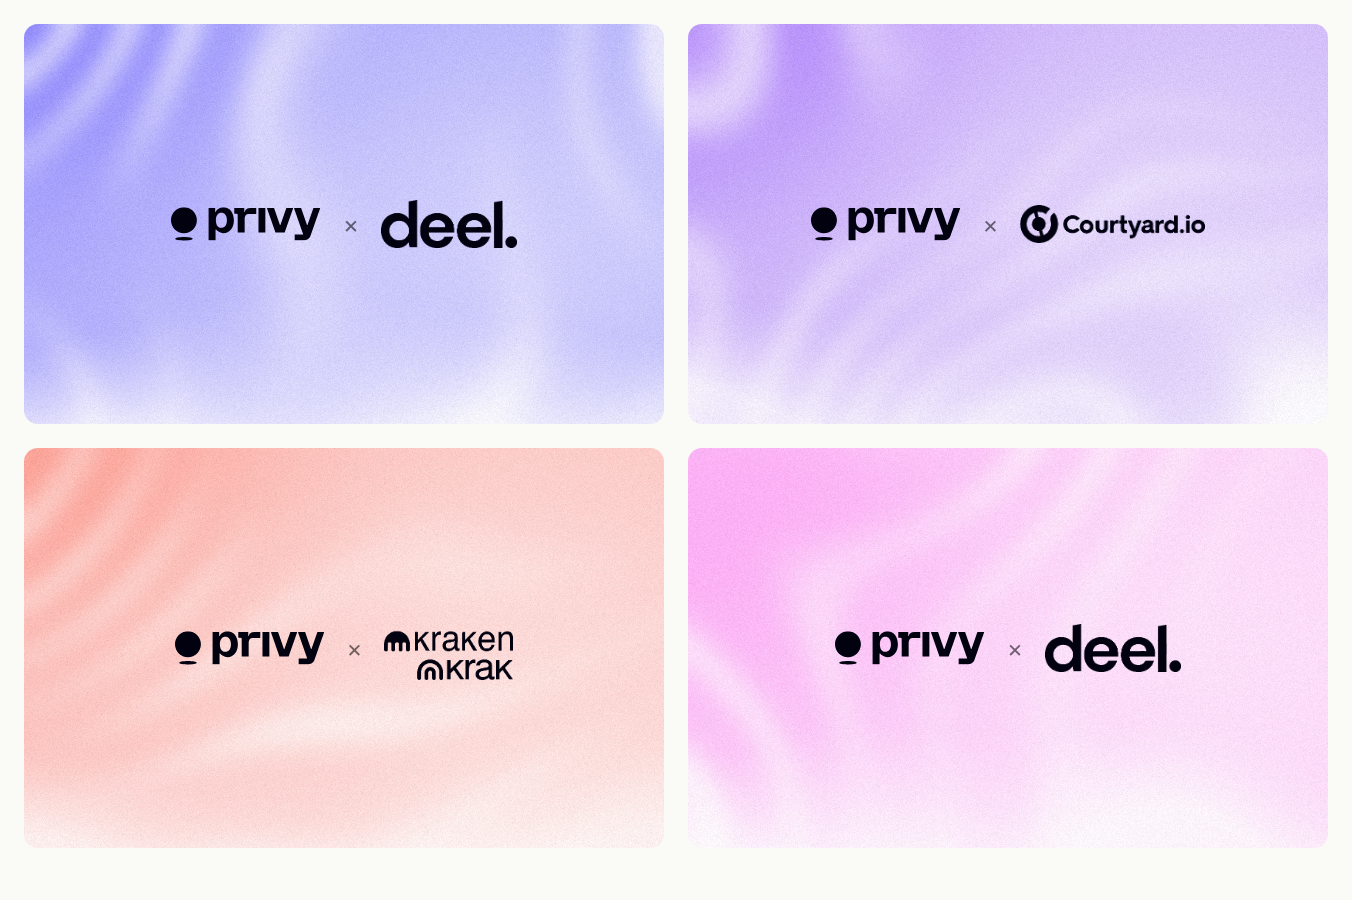 privy × deel.
privy × Courtyard.io
privy × kraken
krak
privy × deel.